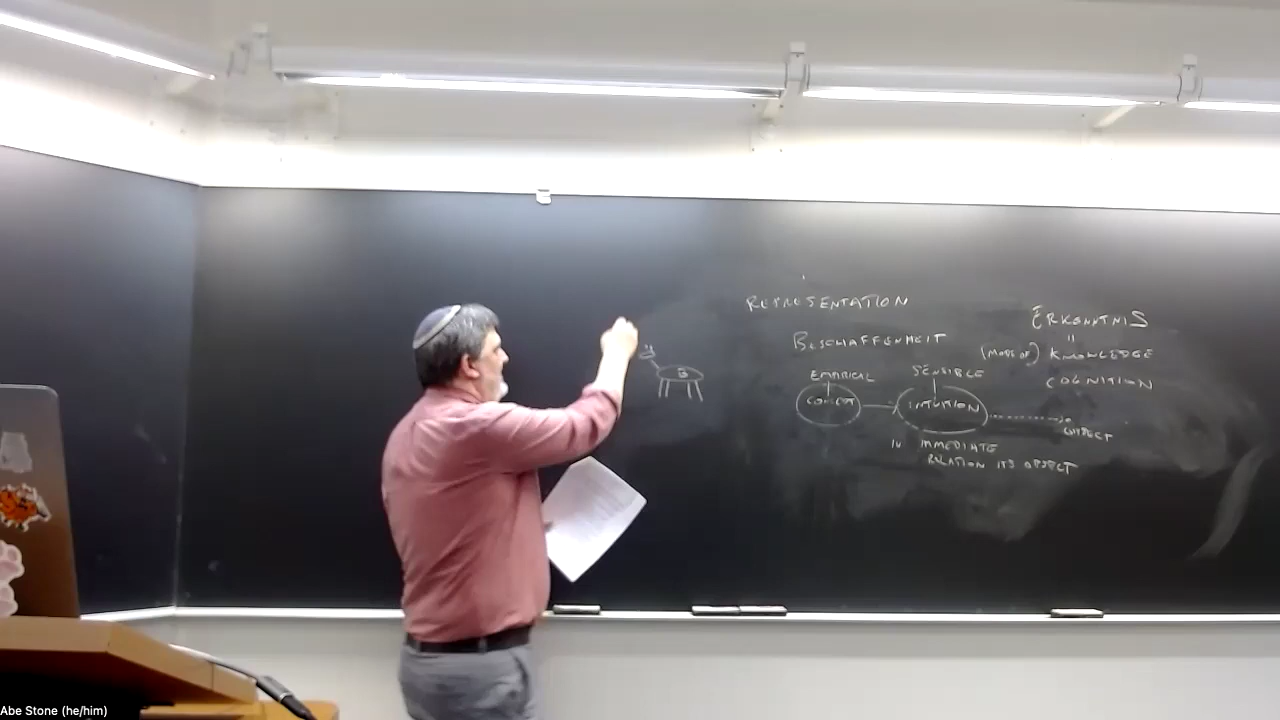 REPRESENTATION
BESCHAFFENHEIT
EMPIRICAL
CONCEPT
SENSIBLE
INTUITION
OBJECT
IN IMMEDIATE
RELATION ITS OBJECT
ERKENNTNIS
"
(MODE OF) KNOWLEDGE
COGNITION
Abe Stone (he/him)